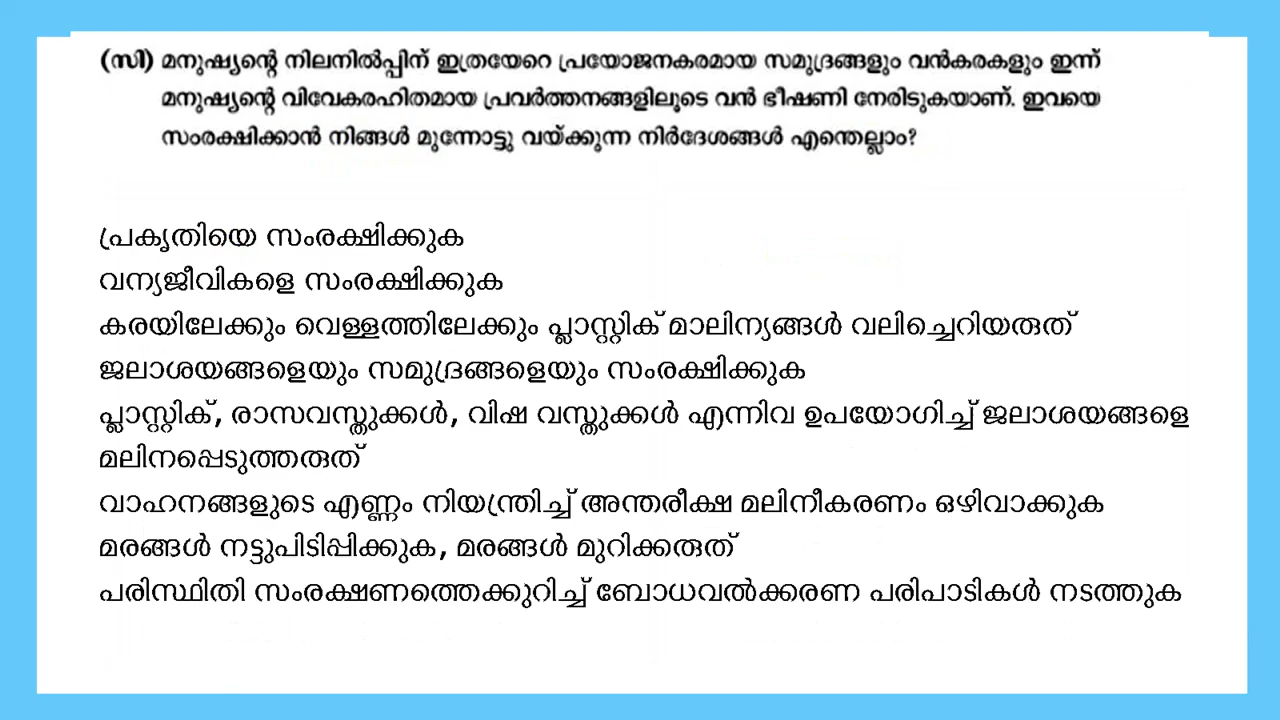 (സി) മനുഷ്യന്റെ നിലനിൽപ്പിന് ഇത്രയേറെ പ്രയോജനകരമായ സമുദ്രങ്ങളും വൻകരകളും ഇന്ന്
മനുഷ്യന്റെ വിവേകരഹിതമായ പ്രവർത്തനങ്ങളിലൂടെ വൻ ഭീഷണി നേരിടുകയാണ്. ഇവയെ
സംരക്ഷിക്കാൻ നിങ്ങൾ മുന്നോട്ടു വയ്ക്കുന്ന നിർദേശങ്ങൾ എന്തെല്ലാം?
പ്രകൃതിയെ സംരക്ഷിക്കുക
വന്യജീവികളെ സംരക്ഷിക്കുക
കരയിലേക്കും വെള്ളത്തിലേക്കും പ്ലാസ്റ്റിക് മാലിന്യങ്ങൾ വലിച്ചെറിയരുത്
ജലാശയങ്ങളെയും സമുദ്രങ്ങളെയും സംരക്ഷിക്കുക
പ്ലാസ്റ്റിക്, രാസവസ്തുക്കൾ, വിഷ വസ്തുക്കൾ എന്നിവ ഉപയോഗിച്ച് ജലാശയങ്ങളെ
മലിനപ്പെടുത്തരുത്
വാഹനങ്ങളുടെ എണ്ണം നിയന്ത്രിച്ച് അന്തരീക്ഷ മലിനീകരണം ഒഴിവാക്കുക
മരങ്ങൾ നട്ടുപിടിപ്പിക്കുക, മരങ്ങൾ മുറിക്കരുത്
പരിസ്ഥിതി സംരക്ഷണത്തെക്കുറിച്ച് ബോധവൽക്കരണ പരിപാടികൾ നടത്തുക